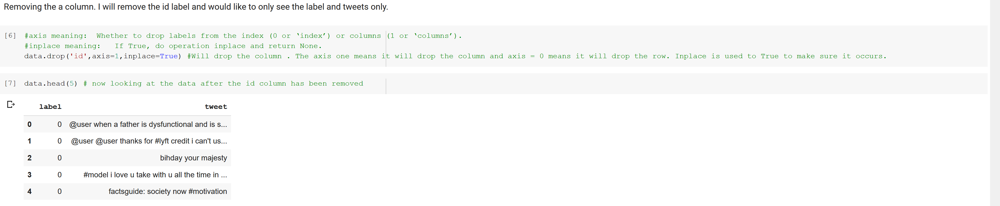 Removing the a column. I will remove the id label and would like to only see the label and tweets only.
[6] #axis meaning:  Whether to drop labels from the index (0 or ‘index’) or columns (1 or ‘columns’).
#inplace meaning:   If True, do operation inplace and return None.
data.drop('id',axis=1,inplace=True) #Will drop the column . The axis one means it will drop the column and axis = 0 means it will drop the row. Inplace is used to True to make sure it occurs.
[7] data.head(5) # now looking at the data after the id column has been removed
label tweet
0 0 @user when a father is dysfunctional and is s...
1 0 @user @user thanks for #lyft credit i can't us...
2 0 bihday your majesty
3 0 #model i love u take with u all the time in ...
4 0 factsguide: society now #motivation